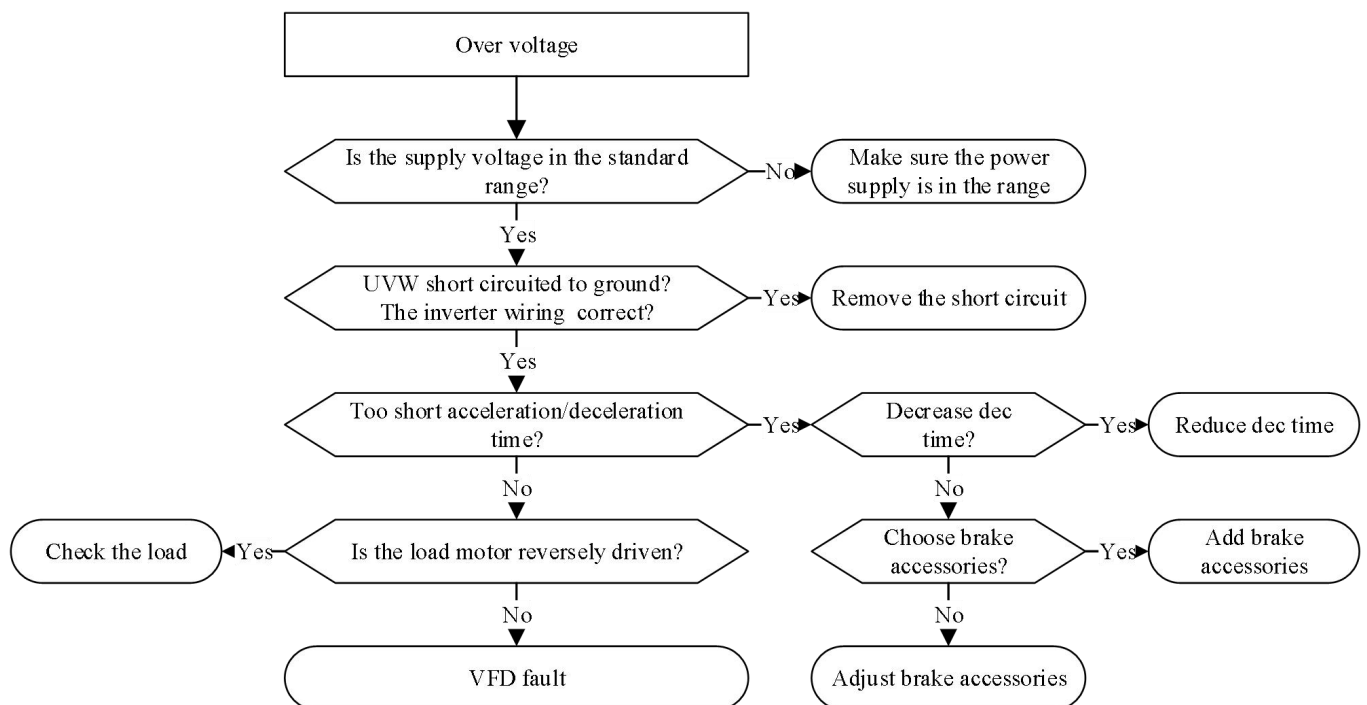 Over voltage
Is the supply voltage in the standard
range?
No
Make sure the power
supply is in the range
Yes
UVW short circuited to ground?
The inverter wiring correct?
Yes
Remove the short circuit
Yes
Too short acceleration/deceleration
time?
Yes
Decrease dec
time?
Yes
Reduce dec time
No
No
Check the load
Yes
Is the load motor reversely driven?
Choose brake
accessories?
Yes
Add brake
accessories
No
No
VFD fault
Adjust brake accessories